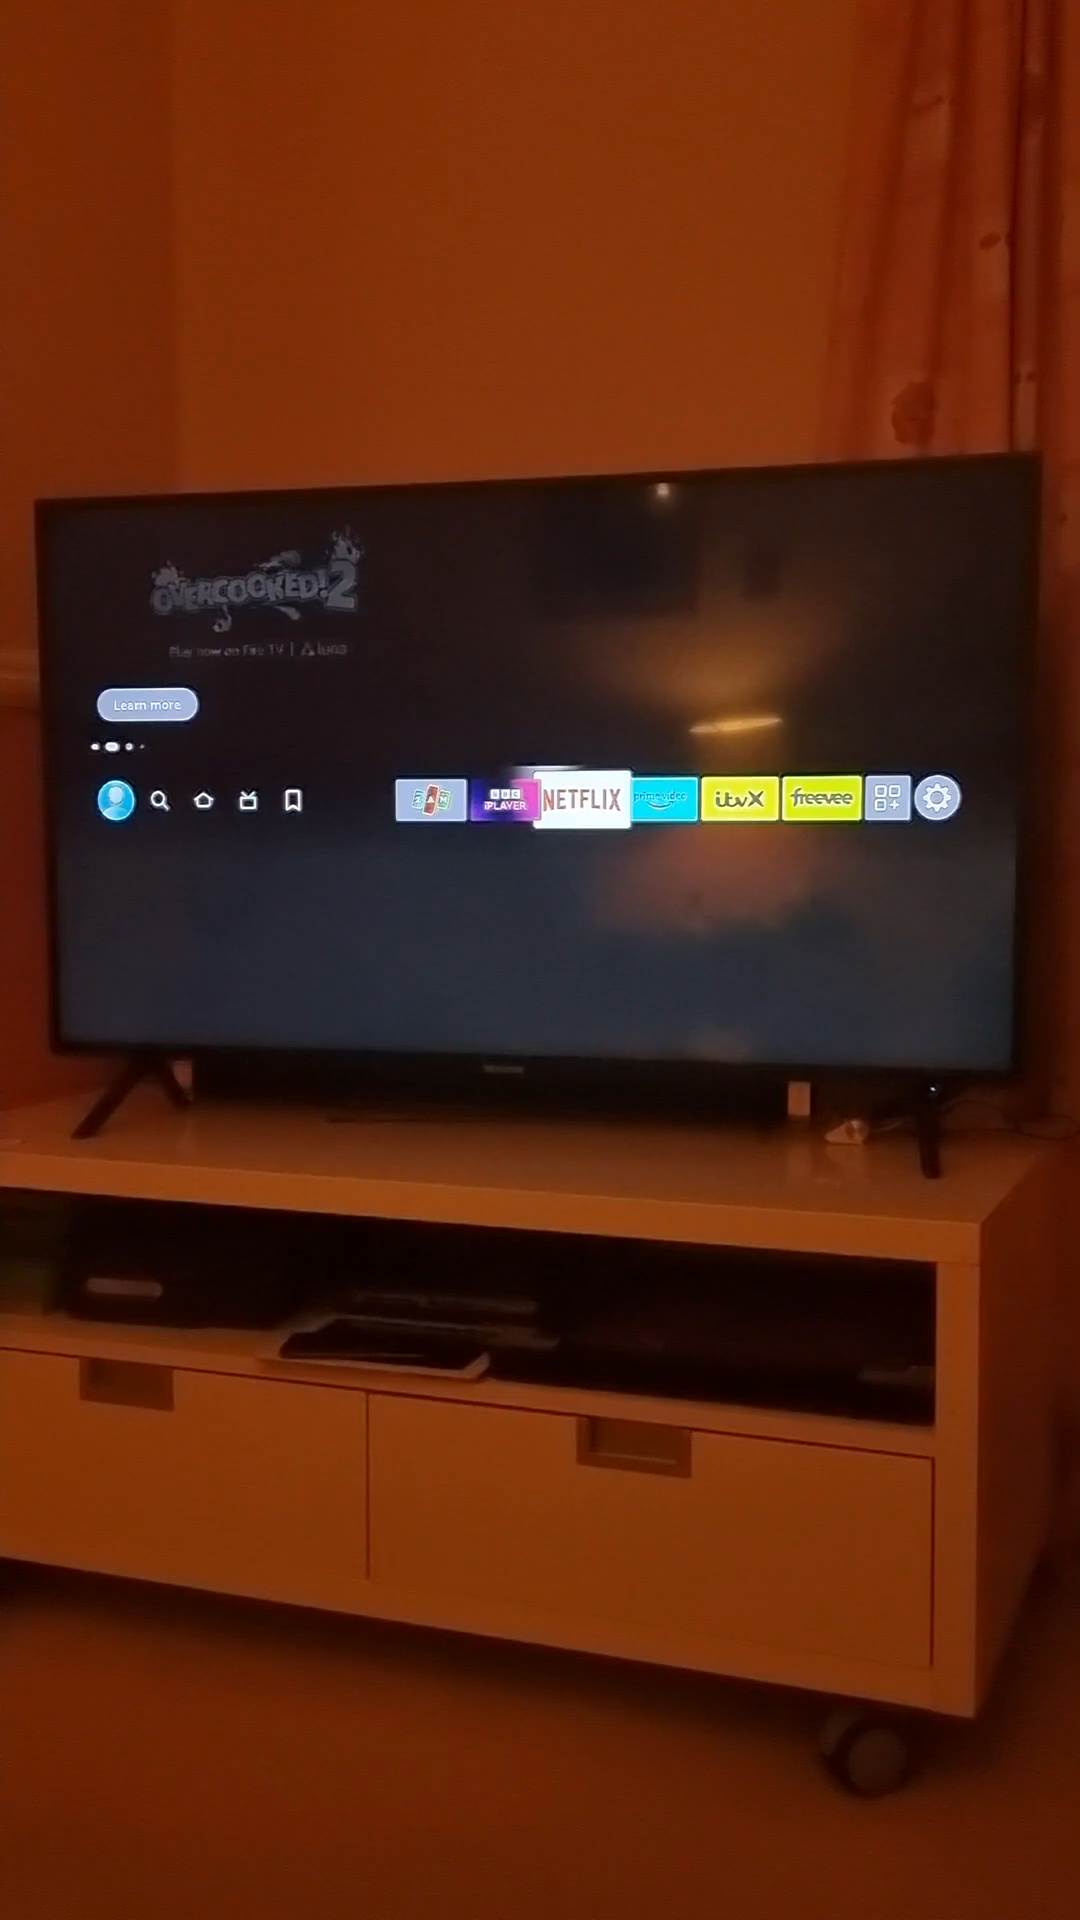 OVERCOOKED! 2
Play now on Fire TV | luna
Learn more
BBC
iPLAYER
NETFLIX
prime video
itvX
freevee